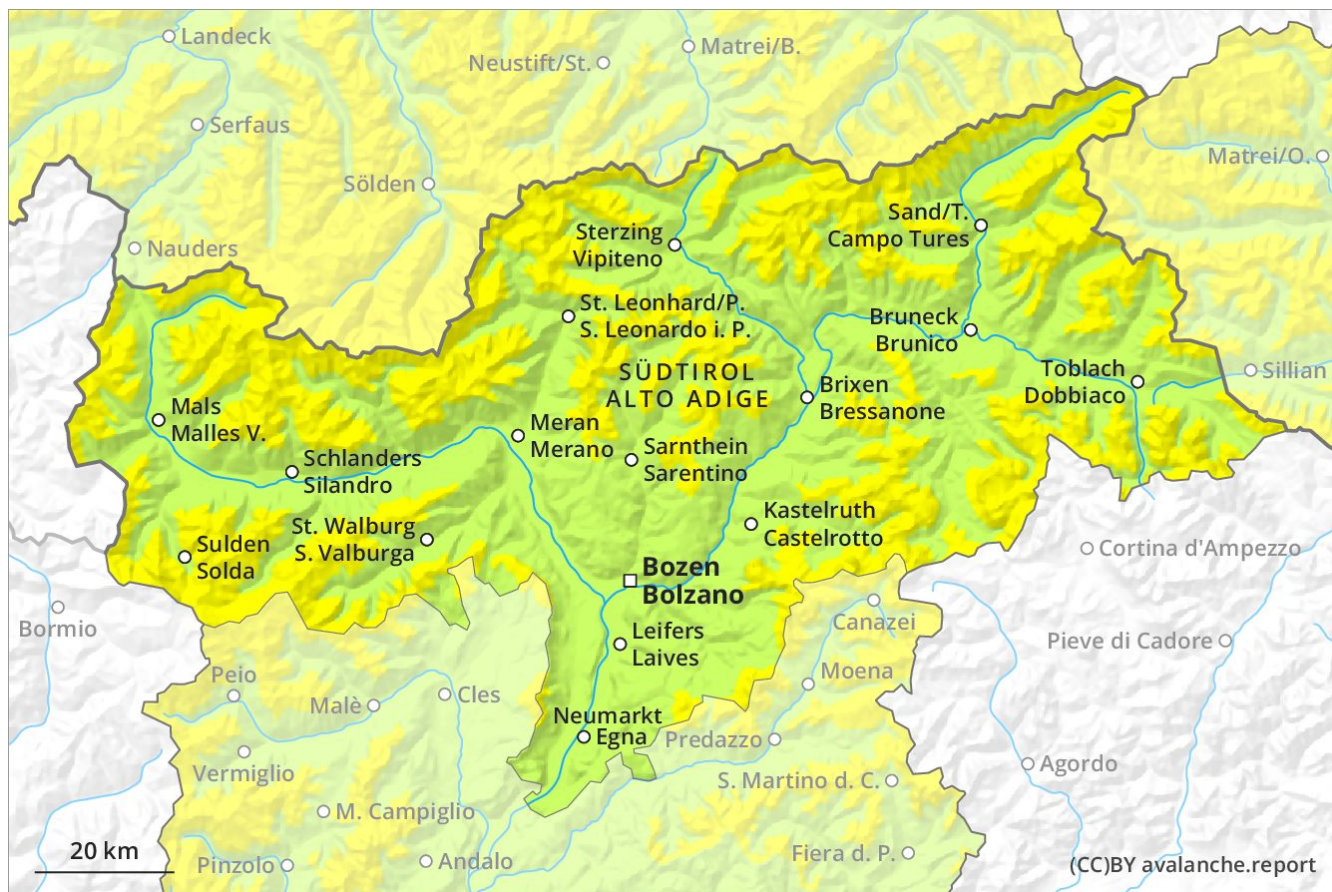 Landeck
Matrei/B.
Neustift/St.
Serfaus
Matrei/O.
Sölden
Sand/T.
Campo Tures
Nauders
Sterzing
Vipiteno
St. Leonhard/P.
S. Leonardo i. P.
Bruneck
Brunico
SÜDTIROL
ALTO ADIGE
Toblach
Dobbiaco
Sillian
Brixen
Bressanone
Mals
Malles V.
Meran
Merano
Sarnthein
Sarentino
Schlanders
Silandro
Kastelruth
Castelrotto
St. Walburg
S. Valburga
Sulden
Solda
Cortina d'Ampezzo
Bozen
Bolzano
Bormio
Canazei
Leifers
Laives
Pieve di Cadore
Peio
Moena
Malè
Cles
Neumarkt
Egna
Predazzo
Vermiglio
Agordo
S. Martino d. C.
M. Campiglio
20 km
Pinzolo
Andalo
Fiera d. P.
(CC)BY avalanche.report